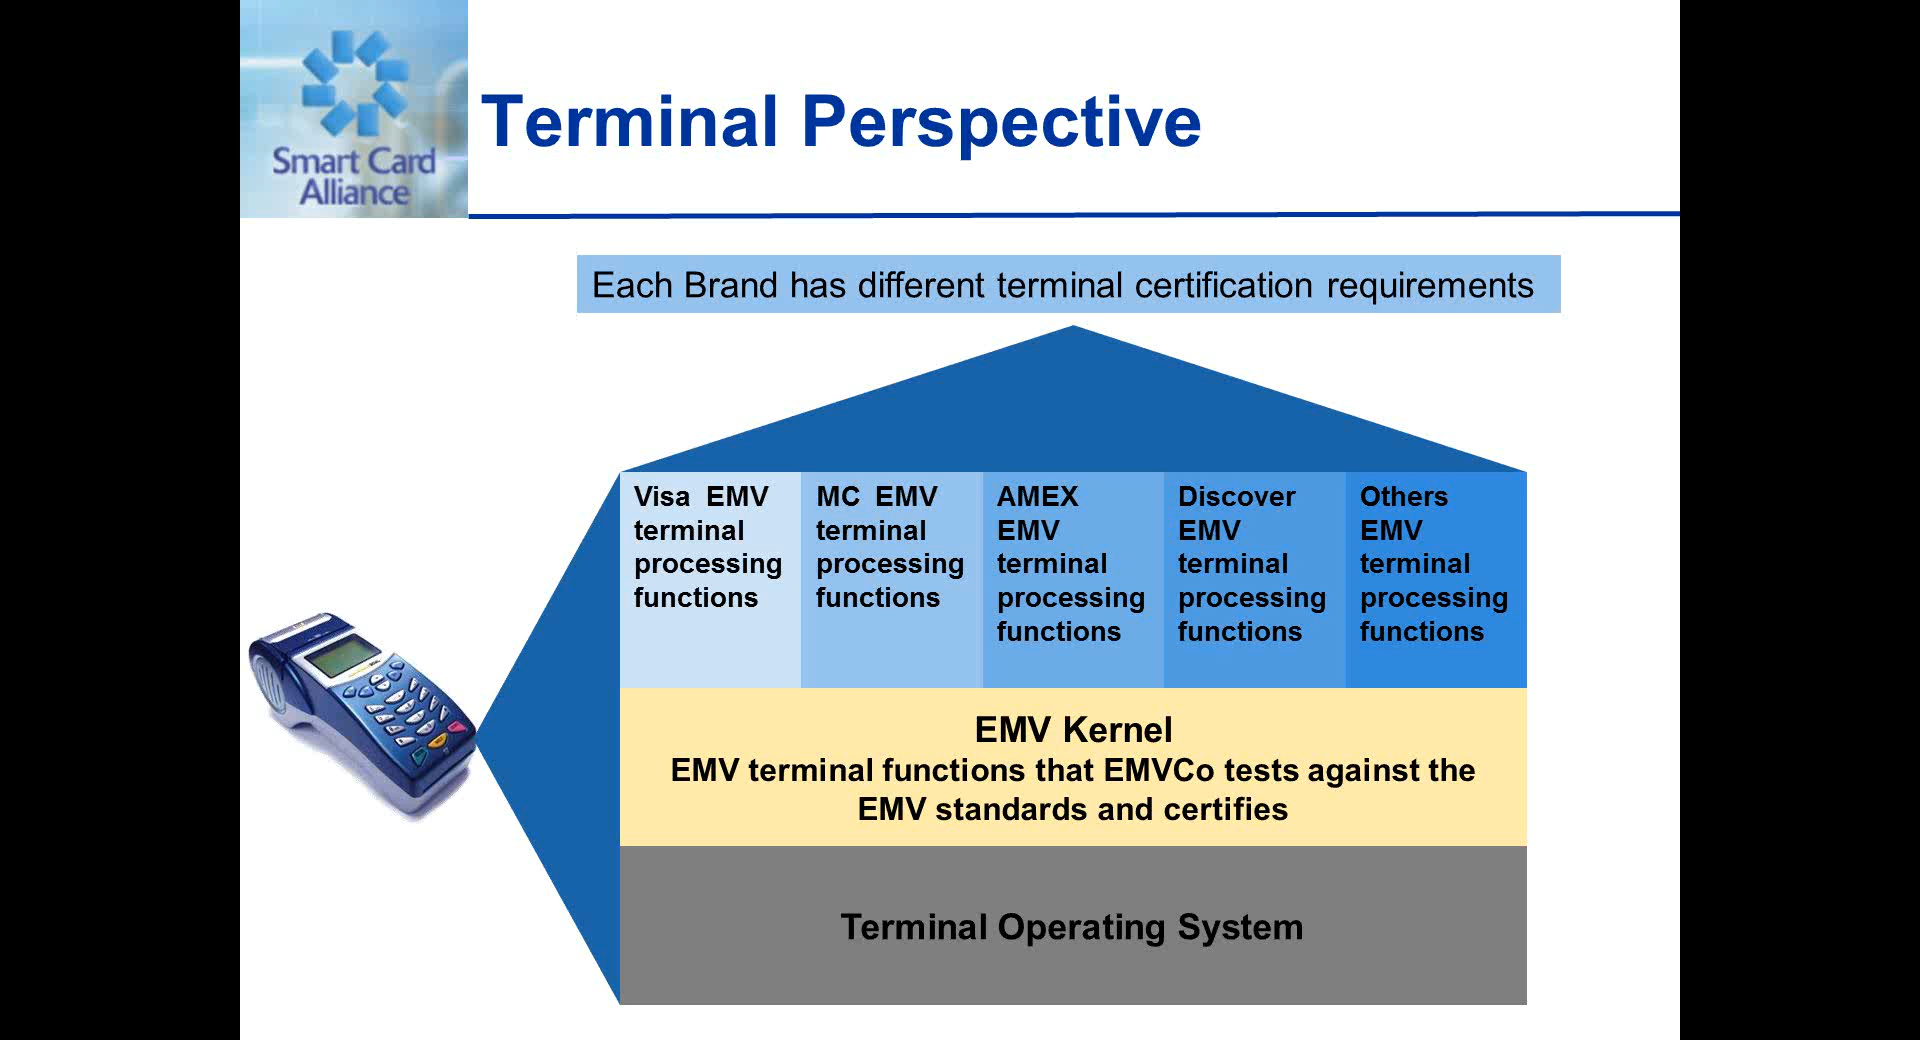 Smart Card
Alliance
Terminal Perspective
Each Brand has different terminal certification requirements
Visa EMV
terminal
processing
functions
MC EMV
terminal
processing
functions
AMEX
EMV
terminal
processing
functions
Discover
EMV
terminal
processing
functions
Others
EMV
terminal
processing
functions
EMV Kernel
EMV terminal functions that EMVCo tests against the
EMV standards and certifies
Terminal Operating System